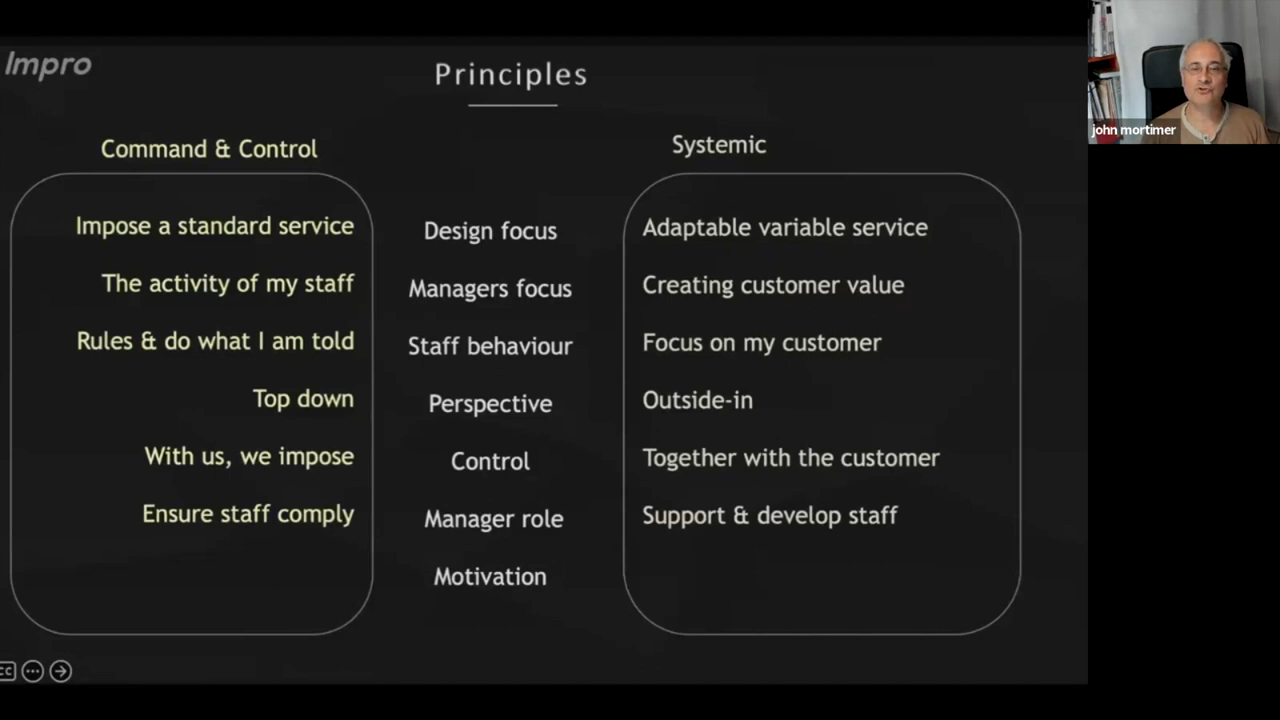 Impro
Principles
Command & Control
Systemic
Impose a standard service
Design focus
Adaptable variable service
The activity of my staff
Managers focus
Creating customer value
Rules & do what I am told
Staff behaviour
Focus on my customer
Top down
Perspective
Outside-in
With us, we impose
Control
Together with the customer
Ensure staff comply
Manager role
Support & develop staff
Motivation
CC
john mortimer